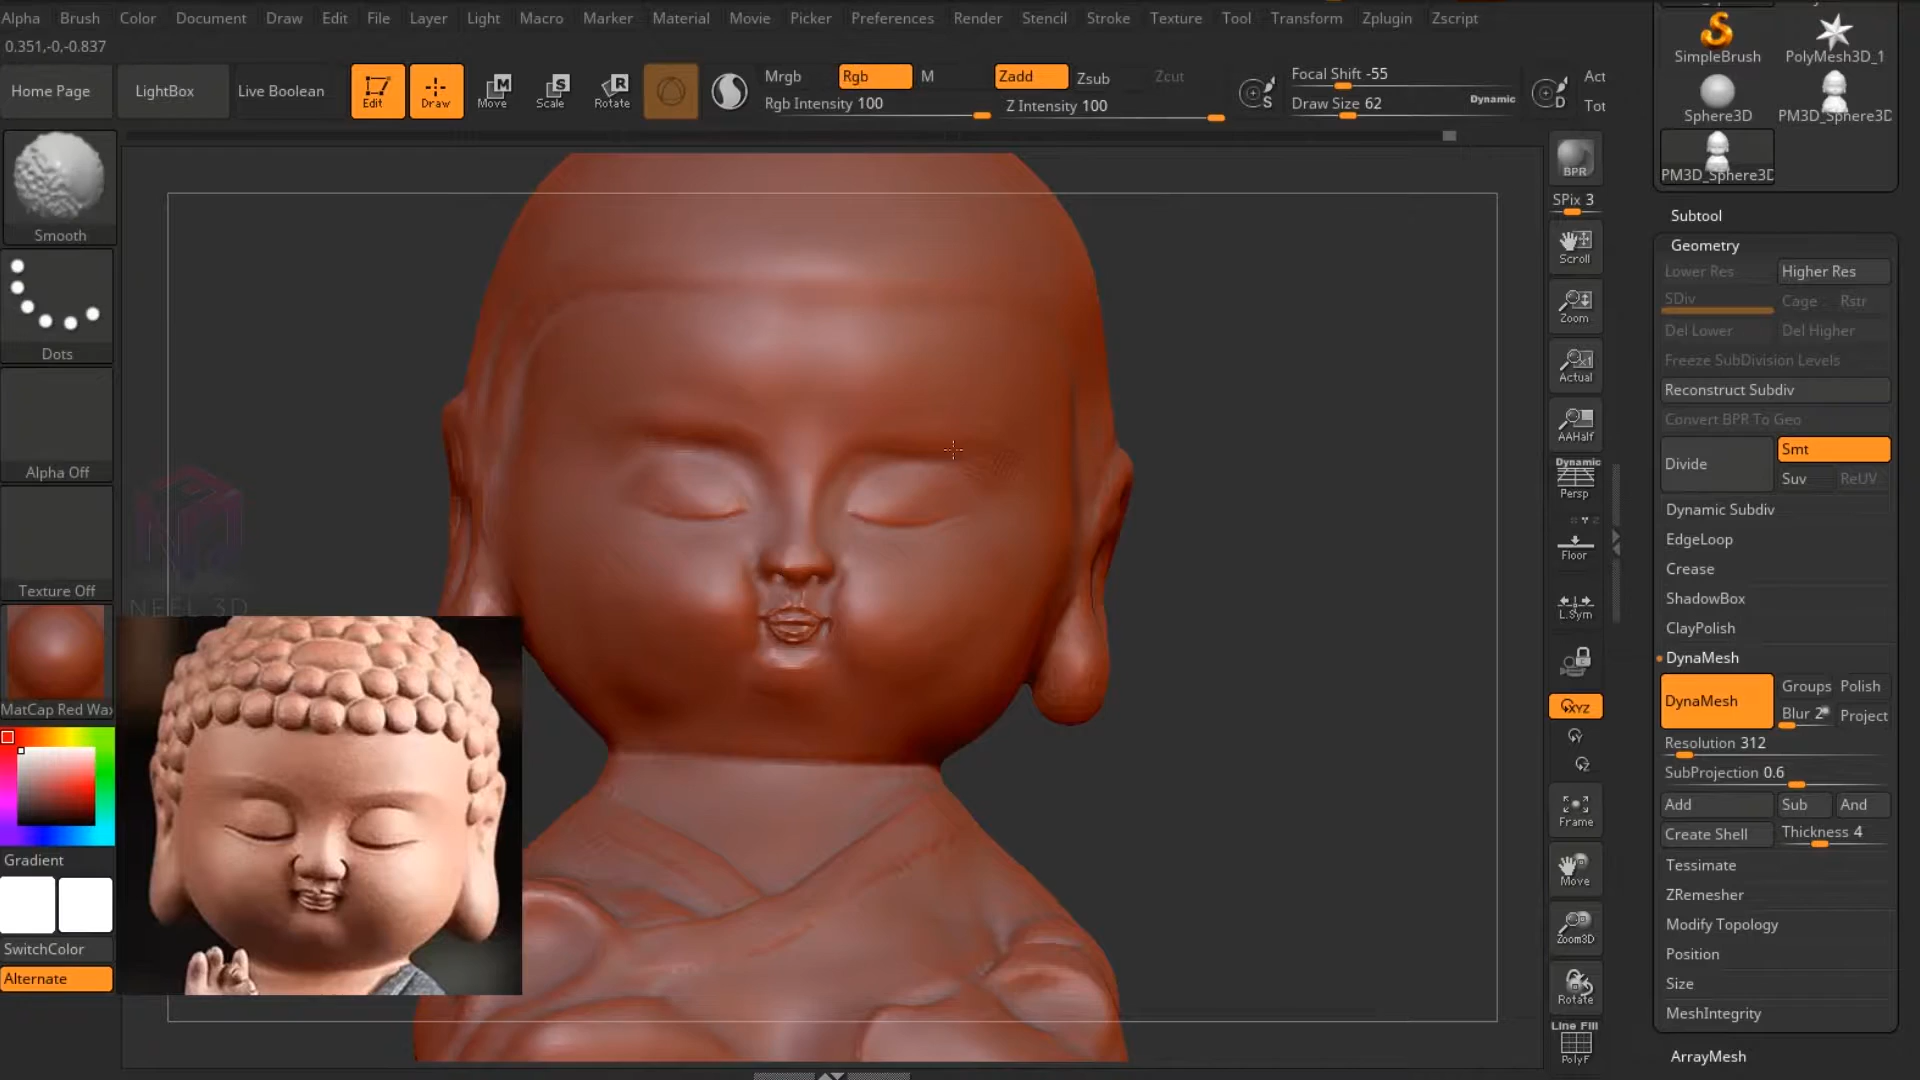 Alpha Brush Color Document Draw Edit File Layer Light Macro Marker Material Movie Picker Preferences Render Stencil Stroke Texture Tool Transform Zplugin Zscript
0.351,-0,-0.837
Home Page LightBox Live Boolean Edit Draw Move Scale Rotate
Mrgb Rgb M Zadd Zsub Zcut
Rgb Intensity 100 Z Intensity 100
Focal Shift -55
Draw Size 62 Dynamic
Act
Tot
Smooth
Dots
Alpha Off
Texture Off
MatCap Red Wax
Gradient
SwitchColor
Alternate
NEEL 3D
BPR
SPix 3
Scroll
Zoom
Actual
AAHalf
Dynamic
Persp
Floor
L.Sym
XYZ
Frame
Move
Zoom3D
Rotate
Line Fill
PolyF
SimpleBrush PolyMesh3D_1
Sphere3D PM3D_Sphere3D
PM3D_Sphere3D
Subtool
Geometry
Lower Res Higher Res
SDiv Cage Rstr
Del Lower Del Higher
Freeze SubDivision Levels
Reconstruct Subdiv
Convert BPR To Geo
Divide Smt
Suv ReUV
Dynamic Subdiv
EdgeLoop
Crease
ShadowBox
ClayPolish
DynaMesh
DynaMesh Groups Polish
Blur 2 Project
Resolution 312
SubProjection 0.6
Add Sub And
Create Shell Thickness 4
Tessimate
ZRemesher
Modify Topology
Position
Size
MeshIntegrity
ArrayMesh